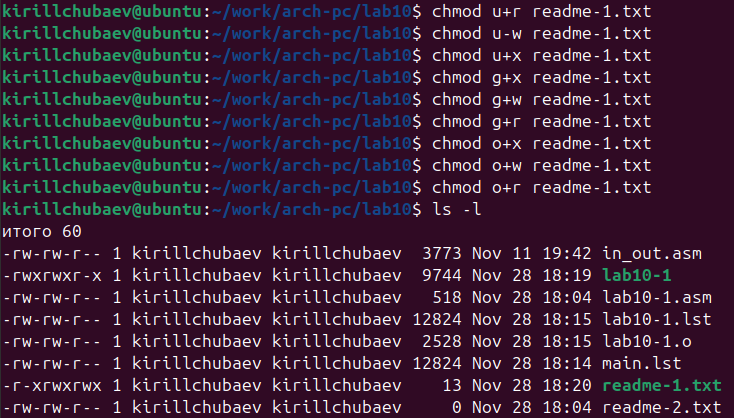 kirillchubaev@ubuntu:~/work/arch-pc/lab10$ chmod u+r readme-1.txt
kirillchubaev@ubuntu:~/work/arch-pc/lab10$ chmod u-w readme-1.txt
kirillchubaev@ubuntu:~/work/arch-pc/lab10$ chmod u+x readme-1.txt
kirillchubaev@ubuntu:~/work/arch-pc/lab10$ chmod g+x readme-1.txt
kirillchubaev@ubuntu:~/work/arch-pc/lab10$ chmod g+w readme-1.txt
kirillchubaev@ubuntu:~/work/arch-pc/lab10$ chmod g+r readme-1.txt
kirillchubaev@ubuntu:~/work/arch-pc/lab10$ chmod o+x readme-1.txt
kirillchubaev@ubuntu:~/work/arch-pc/lab10$ chmod o+w readme-1.txt
kirillchubaev@ubuntu:~/work/arch-pc/lab10$ chmod o+r readme-1.txt
kirillchubaev@ubuntu:~/work/arch-pc/lab10$ ls -l
итого 60
-rw-rw-r-- 1 kirillchubaev kirillchubaev  3773 Nov 11 19:42 in_out.asm
-rwxrwxr-x 1 kirillchubaev kirillchubaev  9744 Nov 28 18:19 lab10-1
-rw-rw-r-- 1 kirillchubaev kirillchubaev   518 Nov 28 18:04 lab10-1.asm
-rw-rw-r-- 1 kirillchubaev kirillchubaev 12824 Nov 28 18:15 lab10-1.lst
-rw-rw-r-- 1 kirillchubaev kirillchubaev  2528 Nov 28 18:15 lab10-1.o
-rw-rw-r-- 1 kirillchubaev kirillchubaev 12824 Nov 28 18:14 main.lst
-r-xrwxrwx 1 kirillchubaev kirillchubaev    13 Nov 28 18:20 readme-1.txt
-rw-rw-r-- 1 kirillchubaev kirillchubaev     0 Nov 28 18:04 readme-2.txt